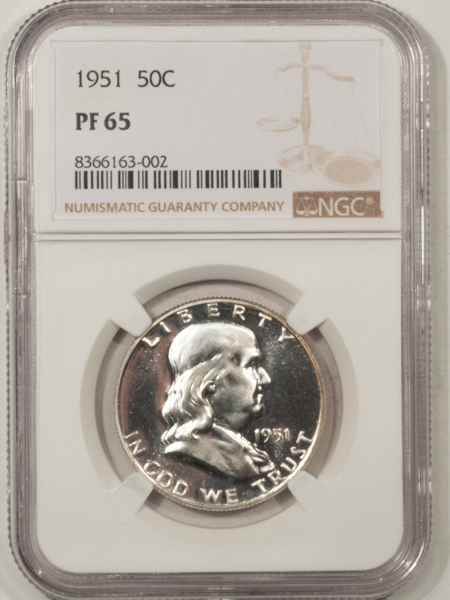 1951 50C
PF 65
8366163-002
NUMISMATIC GUARANTY COMPANY
NGC®
LIBERTY
1951
IN GOD WE TRUST